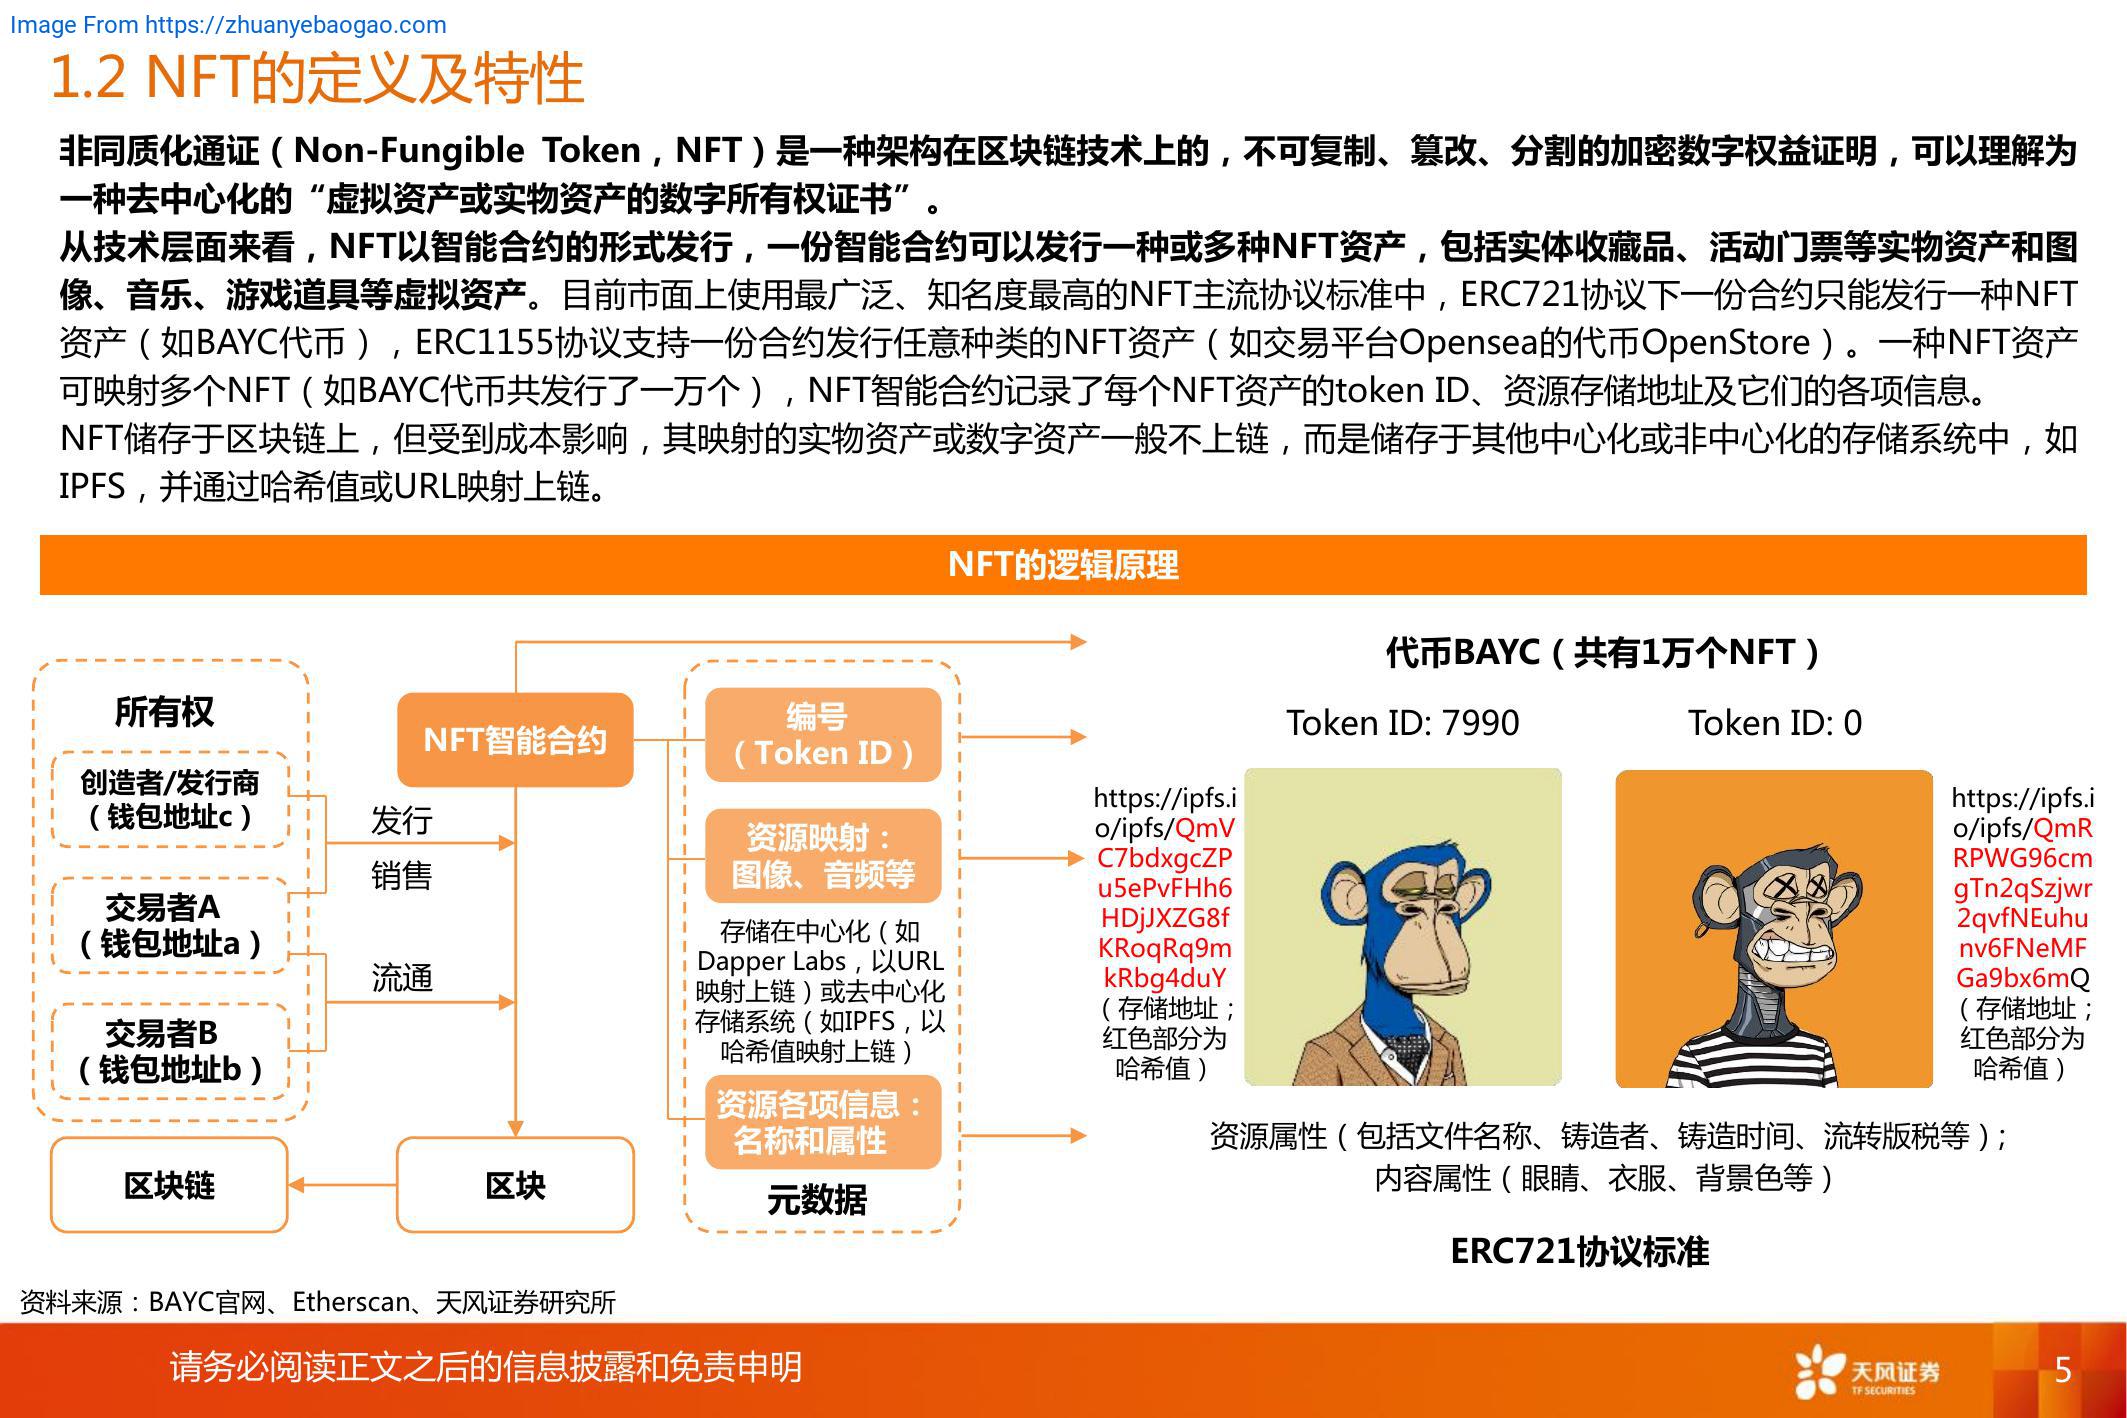 Image From https://zhuanyebaogao.com
1.2 NFT的定义及特性
非同质化通证（Non-Fungible Token，NFT）是一种架构在区块链技术上的，不可复制、篡改、分割的加密数字权益证明，可以理解为
一种去中心化的“虚拟资产或实物资产的数字所有权证书”。
从技术层面来看，NFT以智能合约的形式发行，一份智能合约可以发行一种或多种NFT资产，包括实体收藏品、活动门票等实物资产和图
像、音乐、游戏道具等虚拟资产。目前市面上使用最广泛、知名度最高的NFT主流协议标准中，ERC721协议下一份合约只能发行一种NFT
资产（如BAYC代币），ERC1155协议支持一份合约发行任意种类的NFT资产（如交易平台Opensea的代币OpenStore）。一种NFT资产
可映射多个NFT（如BAYC代币共发行了一万个），NFT智能合约记录了每个NFT资产的token ID、资源存储地址及它们的各项信息。
NFT储存于区块链上，但受到成本影响，其映射的实物资产或数字资产一般不上链，而是储存于其他中心化或非中心化的存储系统中，如
IPFS，并通过哈希值或URL映射上链。
NFT的逻辑原理
所有权
创造者/发行商
（钱包地址c）
交易者A
（钱包地址a）
交易者B
（钱包地址b）
发行
销售
流通
NFT智能合约
区块链
区块
编号
（Token ID）
资源映射：
图像、音频等
存储在中心化（如
Dapper Labs，以URL
映射上链）或去中心化
存储系统（如IPFS，以
哈希值映射上链）
资源各项信息：
名称和属性
元数据
代币BAYC（共有1万个NFT）
Token ID: 7990
Token ID: 0
https://ipfs.i
o/ipfs/QmV
C7bdxgcZP
u5ePvFHh6
HDjJXZG8f
KRoqRq9m
kRbg4duY
（存储地址；
红色部分为
哈希值）
https://ipfs.i
o/ipfs/QmR
RPWG96cm
gTn2qSzjwr
2qvfNEuhu
nv6FNeMF
Ga9bx6mQ
（存储地址；
红色部分为
哈希值）
资源属性（包括文件名称、铸造者、铸造时间、流转版税等）；
内容属性（眼睛、衣服、背景色等）
ERC721协议标准
资料来源：BAYC官网、Etherscan、天风证券研究所
请务必阅读正文之后的信息披露和免责申明
天风证券
TF SECURITIES
5